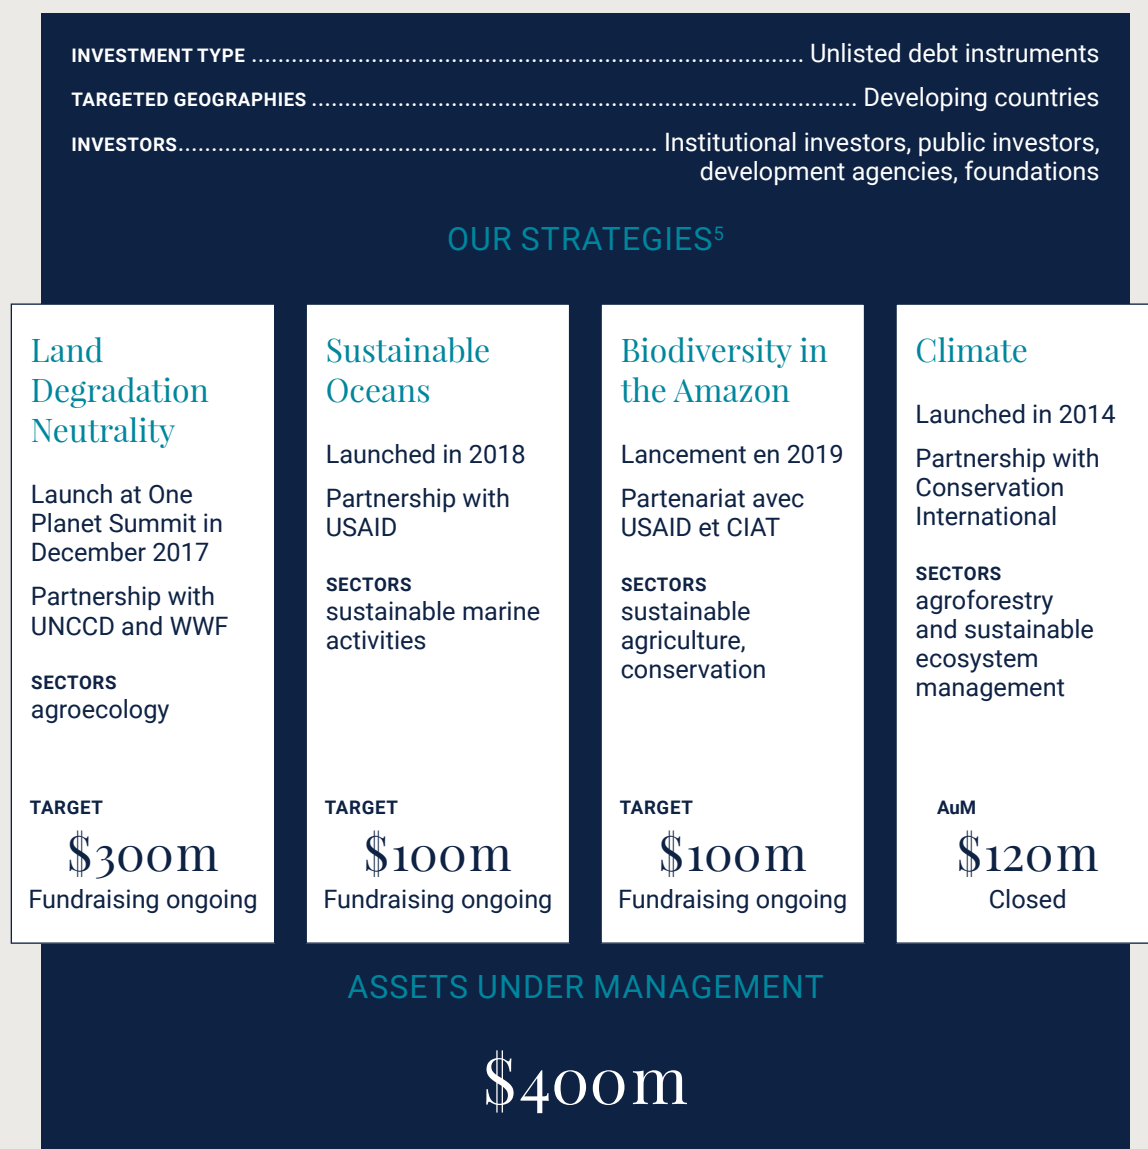 INVESTMENT TYPE ................................................................................... Unlisted debt instruments
TARGETED GEOGRAPHIES .................................................................................. Developing countries
INVESTORS........................................................................ Institutional investors, public investors,
development agencies, foundations
OUR STRATEGIES⁵
Land
Degradation
Neutrality
Launch at One
Planet Summit in
December 2017
Partnership with
UNCCD and WWF
SECTORS
agroecology
TARGET
$300m
Fundraising ongoing
Sustainable
Oceans
Launched in 2018
Partnership with
USAID
SECTORS
sustainable marine
activities
TARGET
$100m
Fundraising ongoing
Biodiversity in
the Amazon
Lancement en 2019
Partenariat avec
USAID et CIAT
SECTORS
sustainable
agriculture,
conservation
TARGET
$100m
Fundraising ongoing
Climate
Launched in 2014
Partnership with
Conservation
International
SECTORS
agroforestry
and sustainable
ecosystem
management
AuM
$120m
Closed
ASSETS UNDER MANAGEMENT
$400m